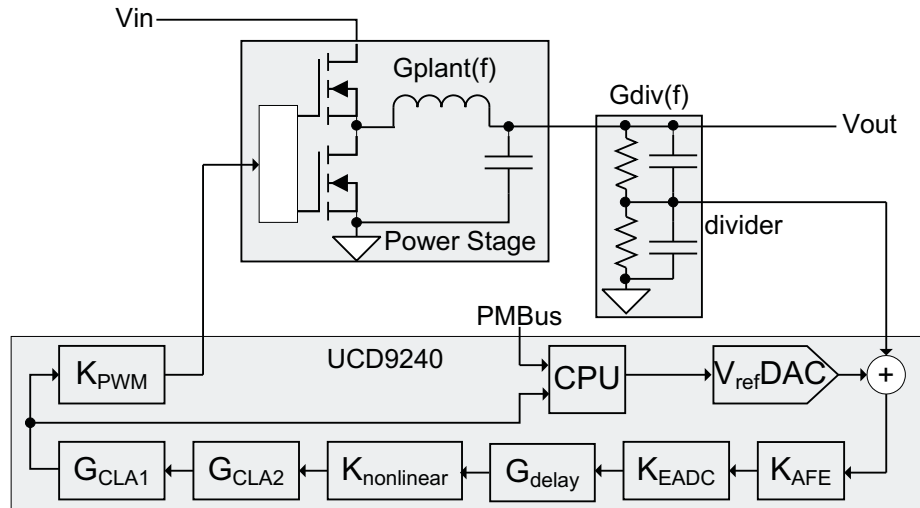 Vin
Gplant(f)
Gdiv(f)
Vout
divider
Power Stage
PMBus
UCD9240
KPWM
CPU
VrefDAC
+
GCLA1
GCLA2
Knonlinear
Gdelay
KEADC
KAFE